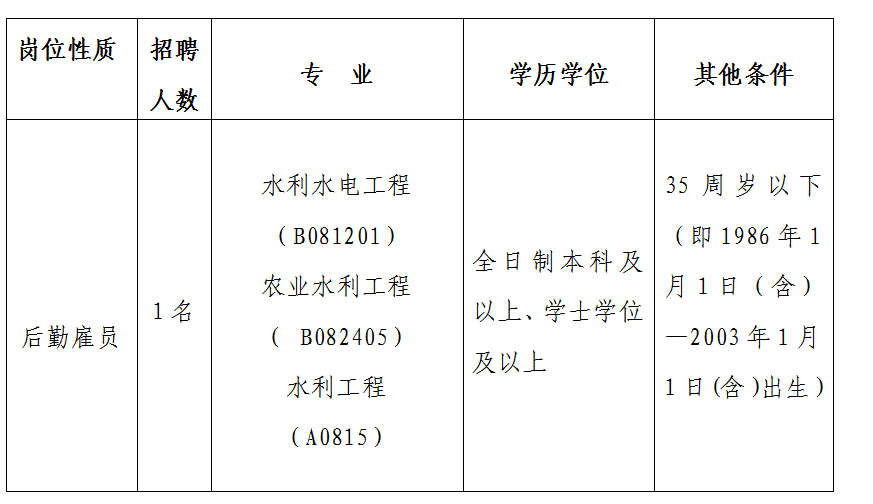 岗位性质
招聘
人数
专 业
学历学位
其他条件
后勤雇员
1名
水利水电工程
（B081201）
农业水利工程
（ B082405）
水利工程
（A0815）
全日制本科及
以上、学士学位
及以上
35周岁以下
（即1986年1
月1日（含）
—2003年1月
1日(含)出生）